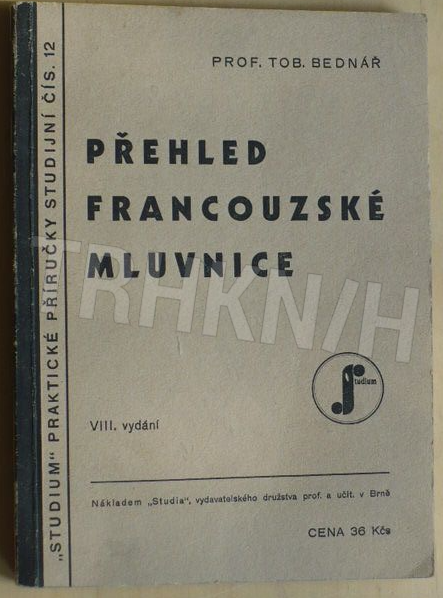 PROF. TOB. BEDNÁŘ
PŘEHLED
FRANCOUZSKÉ
MLUVNICE
TRHKNIH
Studium
VIII. vydání
Nákladem „Studia", vydavatelského družstva prof. a učit. v Brně
CENA 36 Kčs
„STUDIUM" PRAKTICKÉ PŘÍRUČKY STUDIJNÍ ČÍS. 12